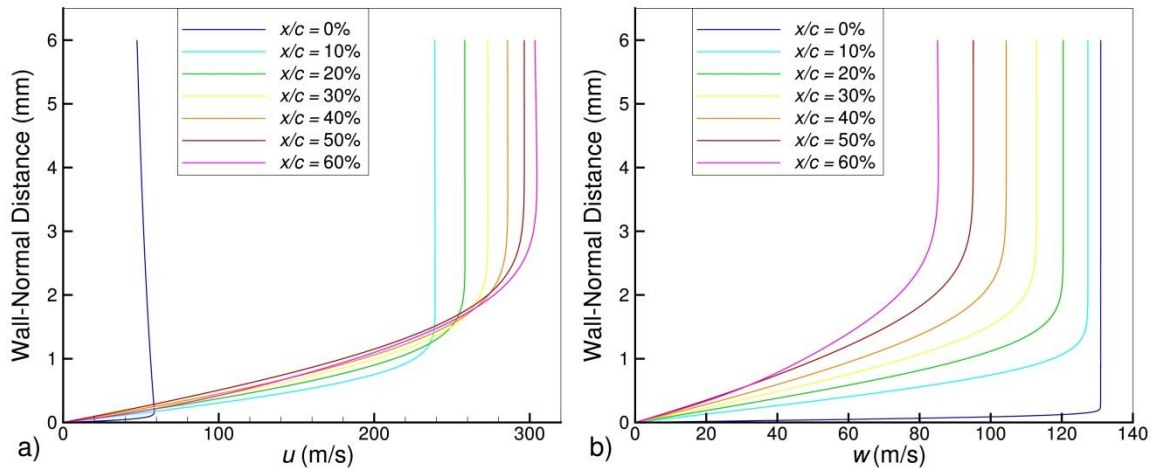 6
5
4
3
2
1
0
Wall-Normal Distance (mm)
x/c = 0%
x/c = 10%
x/c = 20%
x/c = 30%
x/c = 40%
x/c = 50%
x/c = 60%
0 100 200 300
u (m/s)
a)
6
5
4
3
2
1
0
Wall-Normal Distance (mm)
x/c = 0%
x/c = 10%
x/c = 20%
x/c = 30%
x/c = 40%
x/c = 50%
x/c = 60%
0 20 40 60 80 100 120 140
w (m/s)
b)